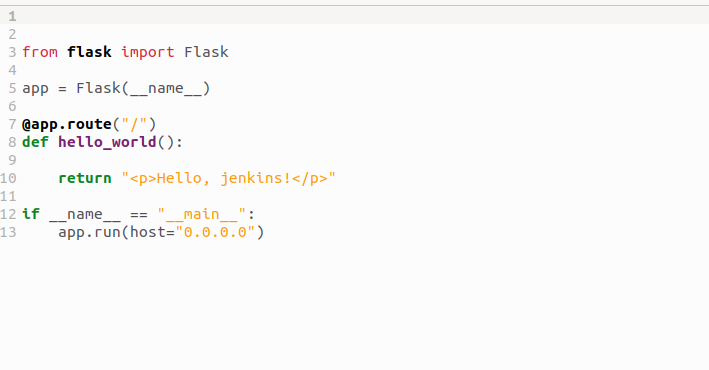 1
2
3 from flask import Flask
4
5 app = Flask(__name__)
6
7 @app.route("/")
8 def hello_world():
9
10     return "<p>Hello, jenkins!</p>"
11
12 if __name__ == "__main__":
13     app.run(host="0.0.0.0")